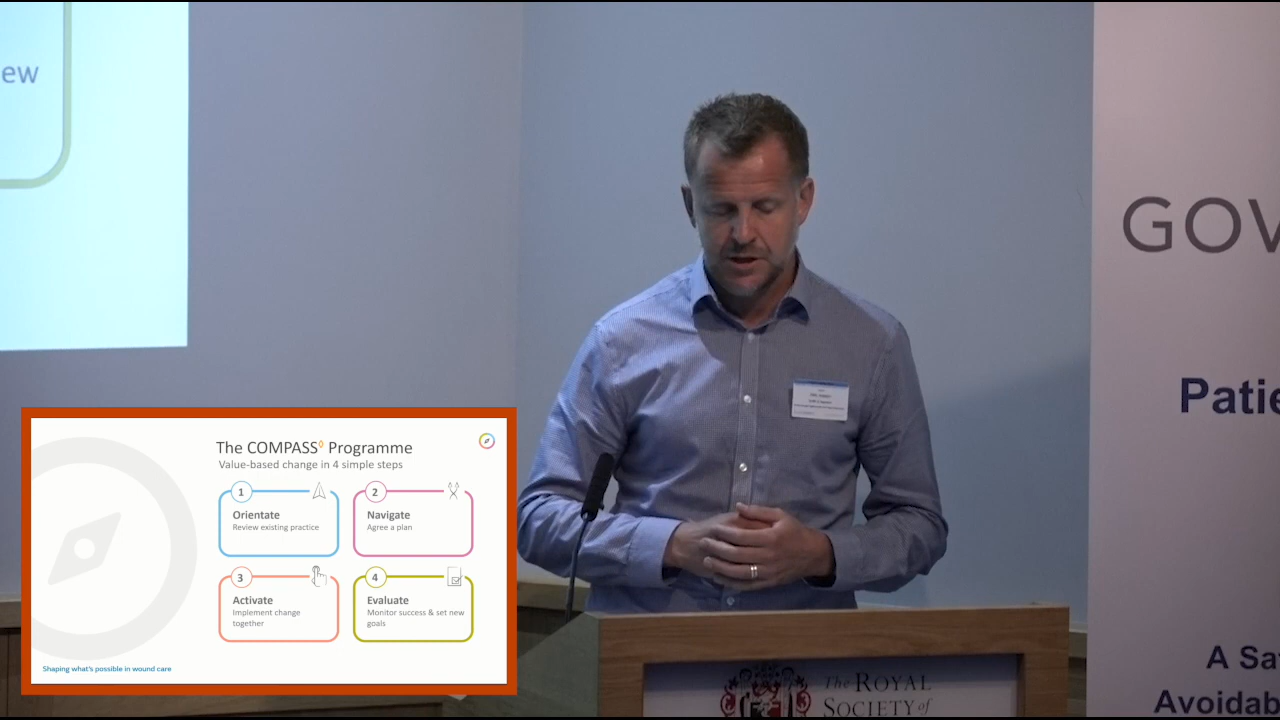 ew
GOV
Patie
A Sa
Avoidab
The ROYAL
SOCIETY of
The COMPASS◊ Programme
Value-based change in 4 simple steps
1
Orientate
Review existing practice
2
Navigate
Agree a plan
3
Activate
Implement change
together
4
Evaluate
Monitor success & set new
goals
Shaping what's possible in wound care